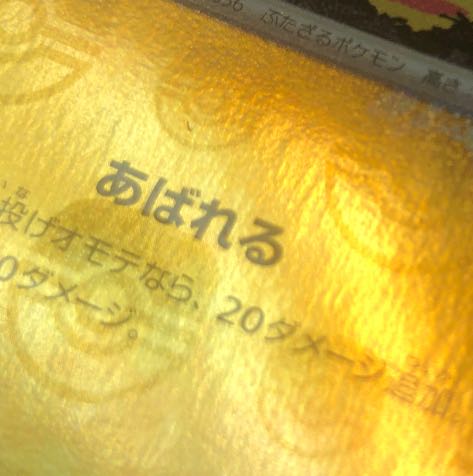 056 ぶたざるポケモン 高さ
あばれる
投げオモテなら、20ダメージ追加。
0ダメージ。